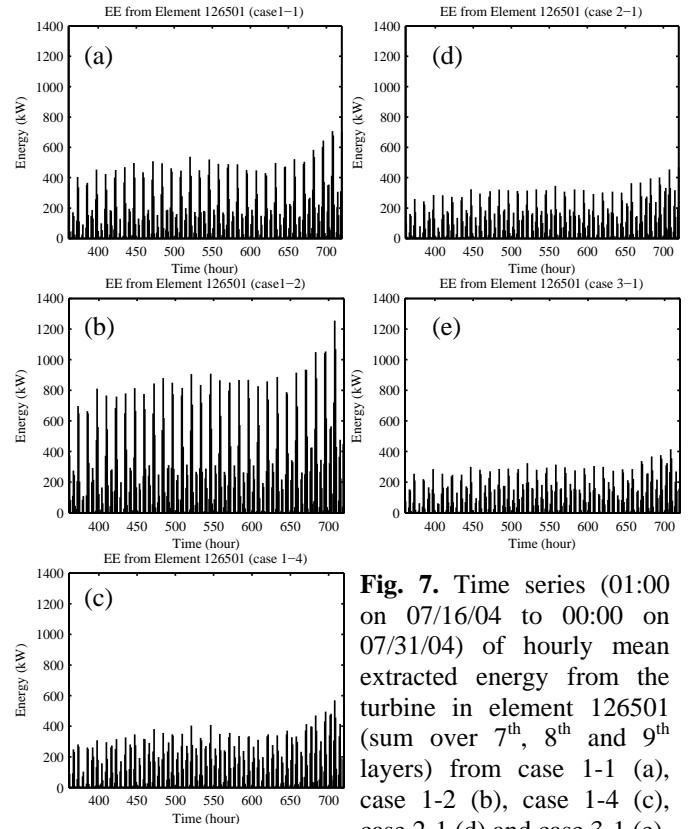 EE from Element 126501 (case1−1)
(a)
1400
1200
1000
800
600
400
200
0
Energy (kW)
400 450 500 550 600 650 700
Time (hour)
EE from Element 126501 (case 2−1)
(d)
1400
1200
1000
800
600
400
200
0
Energy (kW)
400 450 500 550 600 650 700
Time (hour)
EE from Element 126501 (case1−2)
(b)
1400
1200
1000
800
600
400
200
0
Energy (kW)
400 450 500 550 600 650 700
Time (hour)
EE from Element 126501 (case 3−1)
(e)
1400
1200
1000
800
600
400
200
0
Energy (kW)
400 450 500 550 600 650 700
Time (hour)
EE from Element 126501 (case 1−4)
(c)
1400
1200
1000
800
600
400
200
0
Energy (kW)
400 450 500 550 600 650 700
Time (hour)
Fig. 7. Time series (01:00
on 07/16/04 to 00:00 on
07/31/04) of hourly mean
extracted energy from the
turbine in element 126501
(sum over 7th, 8th and 9th
layers) from case 1-1 (a),
case 1-2 (b), case 1-4 (c),
case 2-1 (d) and case 3-1 (e).